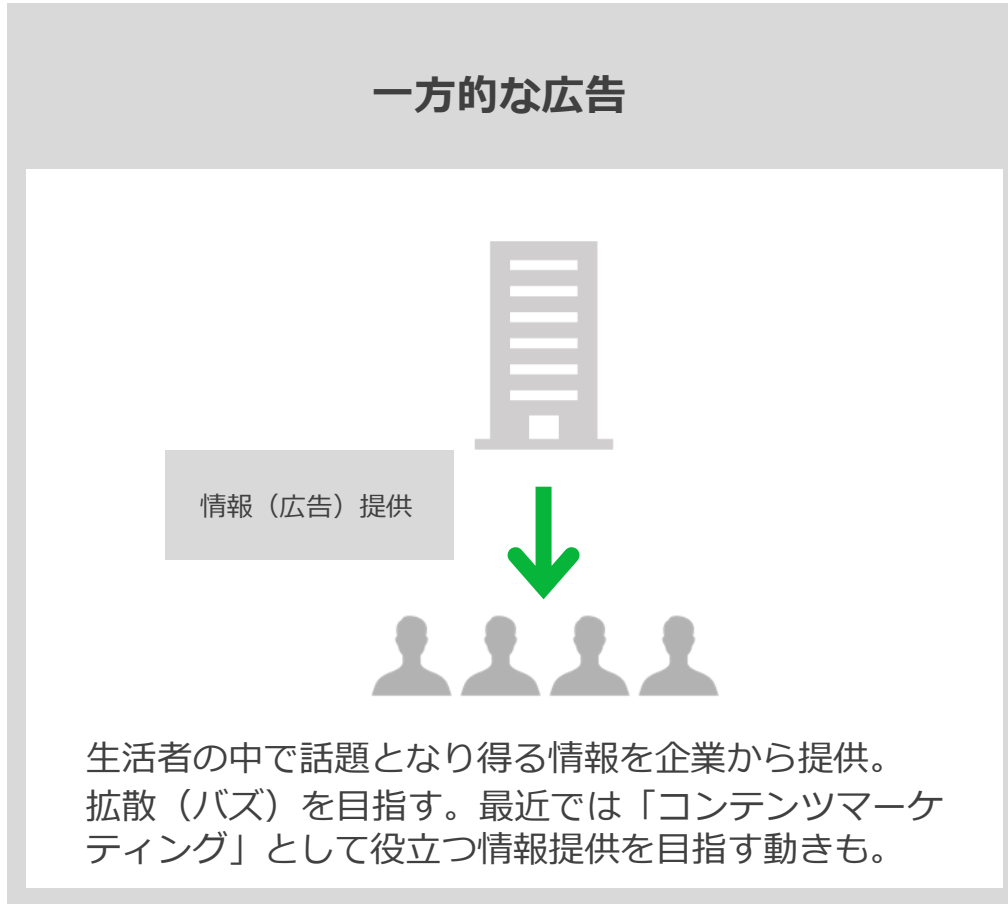 一方的な広告
情報（広告）提供
生活者の中で話題となり得る情報を企業から提供。
拡散（バズ）を目指す。最近では「コンテンツマーケ
ティング」として役立つ情報提供を目指す動きも。